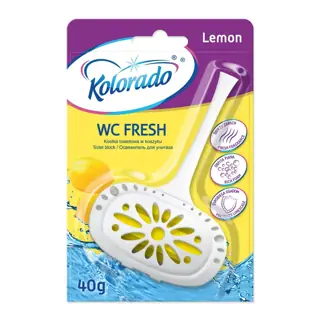 Lemon
Kolorado
WC FRESH
Kostka toaletowa w koszyku
Toilet block / Освежитель для унитаза
40g